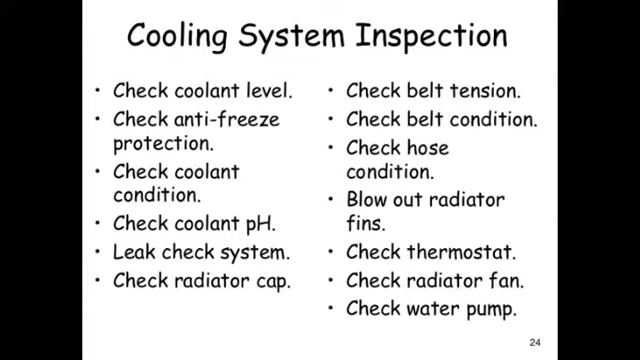 Cooling System Inspection
• Check coolant level.
• Check anti-freeze
protection.
• Check coolant
condition.
• Check coolant pH.
• Leak check system.
• Check radiator cap.
• Check belt tension.
• Check belt condition.
• Check hose
condition.
• Blow out radiator
fins.
• Check thermostat.
• Check radiator fan.
• Check water pump.
24